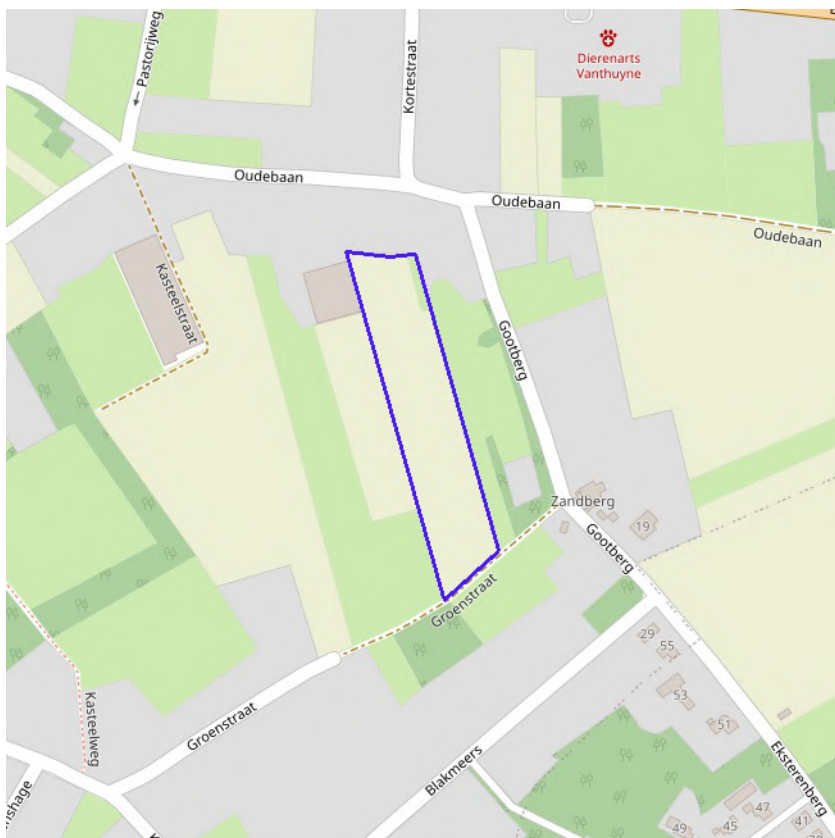 Pastorijweg
Kortestraat
Dierenarts
Vanthuyne
Oudebaan
Oudebaan
Oudebaan
Kasteelstraat
Gootberg
Zandberg
19
Gootberg
Groenstraat
29
55
53
51
Kasteelweg
Groenstraat
Blakmeers
Eksterenberg
47
45
49
41